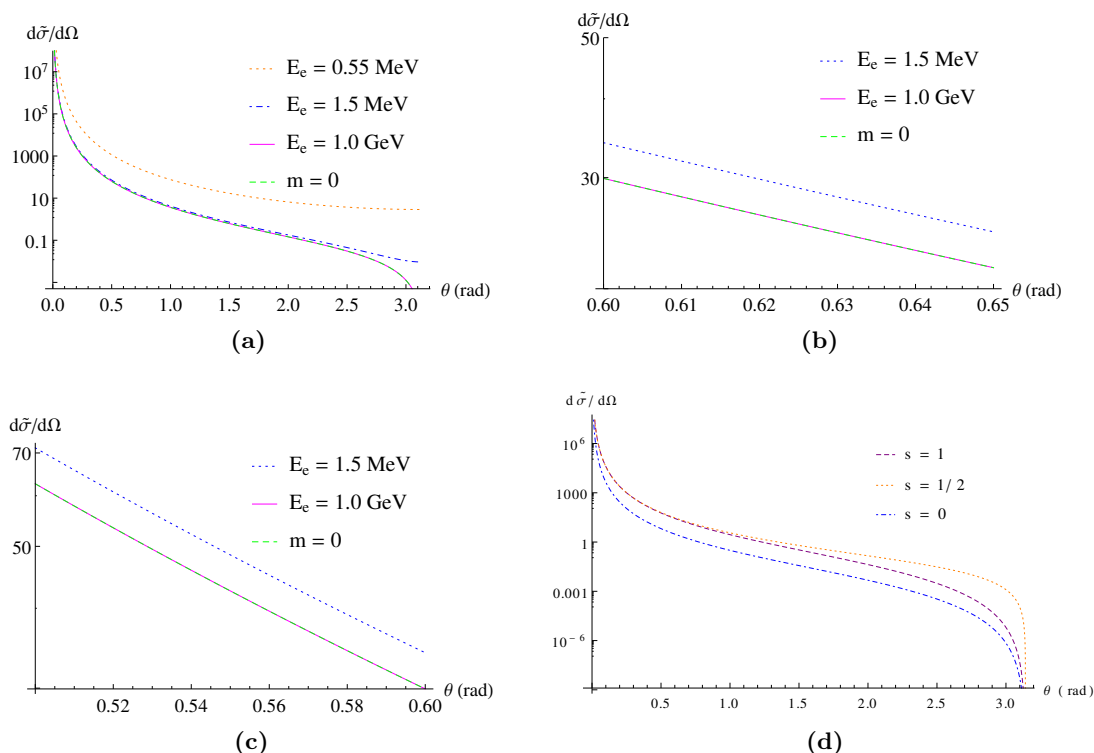 dσ̃/dΩ
10⁷
10⁵
1000
10
0.1
E_e = 0.55 MeV
E_e = 1.5 MeV
E_e = 1.0 GeV
m = 0
0.0 0.5 1.0 1.5 2.0 2.5 3.0
θ (rad)
(a)
dσ̃/dΩ
50
30
E_e = 1.5 MeV
E_e = 1.0 GeV
m = 0
0.60 0.61 0.62 0.63 0.64 0.65
θ (rad)
(b)
dσ̃/dΩ
70
50
E_e = 1.5 MeV
E_e = 1.0 GeV
m = 0
0.52 0.54 0.56 0.58 0.60
θ (rad)
(c)
dσ̃/dΩ
10⁶
1000
1
0.001
10⁻⁶
s = 1
s = 1/2
s = 0
0.5 1.0 1.5 2.0 2.5 3.0
θ (rad)
(d)